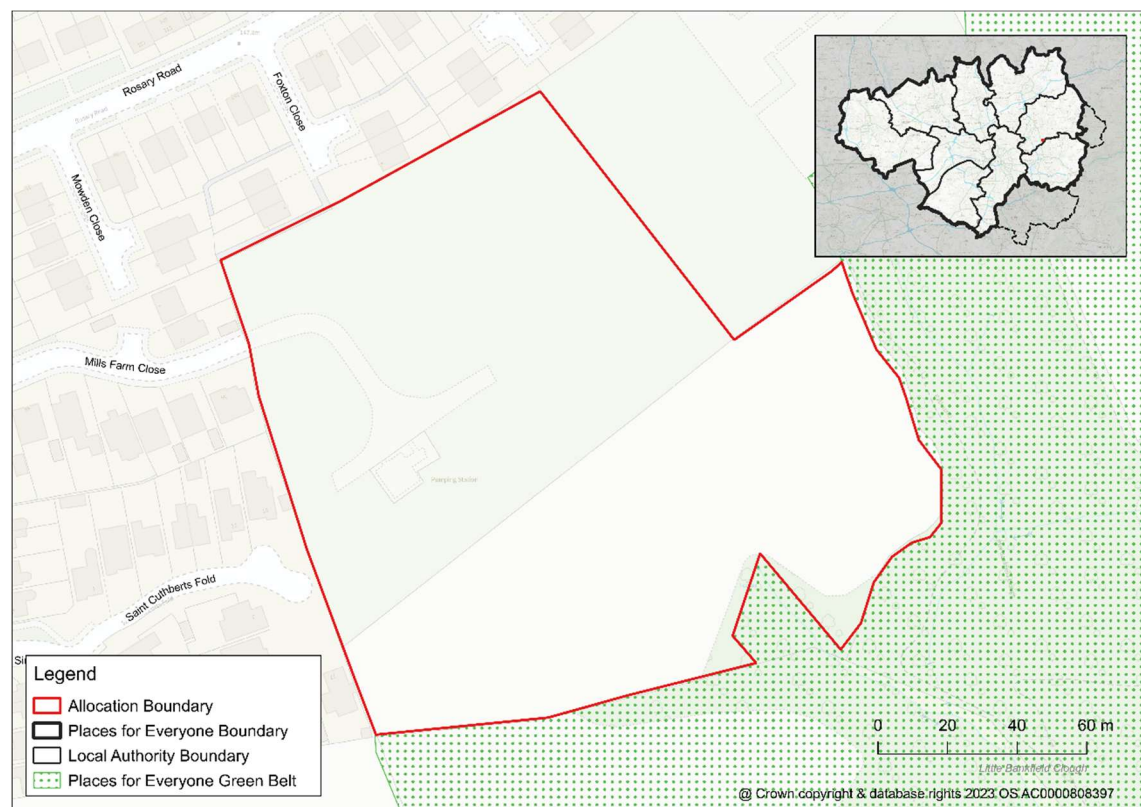 Rosary Road
Foxton Close
Mowden Close
Mills Farm Close
Pumping Station
Saint Cuthberts Fold
Legend
Allocation Boundary
Places for Everyone Boundary
Local Authority Boundary
Places for Everyone Green Belt
0 20 40 60 m
Little Bankfield Clough
@ Crown copyright & database rights 2023 OS AC0000808397